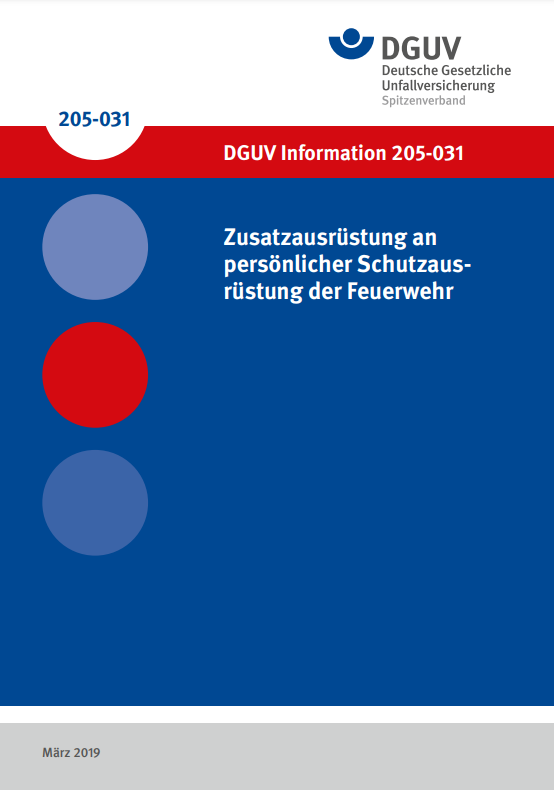 DGUV
Deutsche Gesetzliche
Unfallversicherung
Spitzenverband
205-031
DGUV Information 205-031
Zusatzausrüstung an
persönlicher Schutzaus-
rüstung der Feuerwehr
März 2019